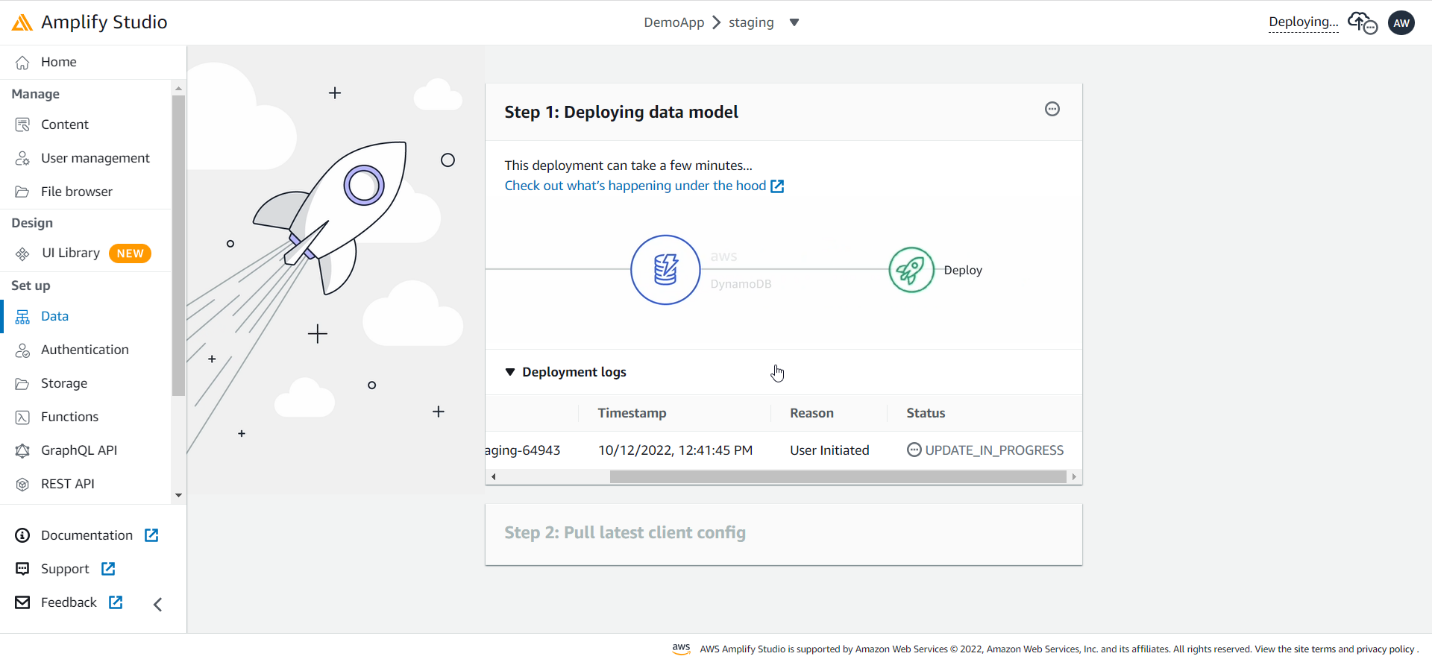 Amplify Studio
DemoApp > staging
Deploying...
AW
Home
Manage
Content
User management
File browser
Design
UI Library NEW
Set up
Data
Authentication
Storage
Functions
GraphQL API
REST API
Documentation
Support
Feedback
Step 1: Deploying data model
This deployment can take a few minutes...
Check out what's happening under the hood
aws
DynamoDB
Deploy
Deployment logs
Timestamp Reason Status
aging-64943 10/12/2022, 12:41:45 PM User Initiated UPDATE_IN_PROGRESS
Step 2: Pull latest client config
aws AWS Amplify Studio is supported by Amazon Web Services © 2022, Amazon Web Services, Inc. and its affiliates. All rights reserved. View the site terms and privacy policy .